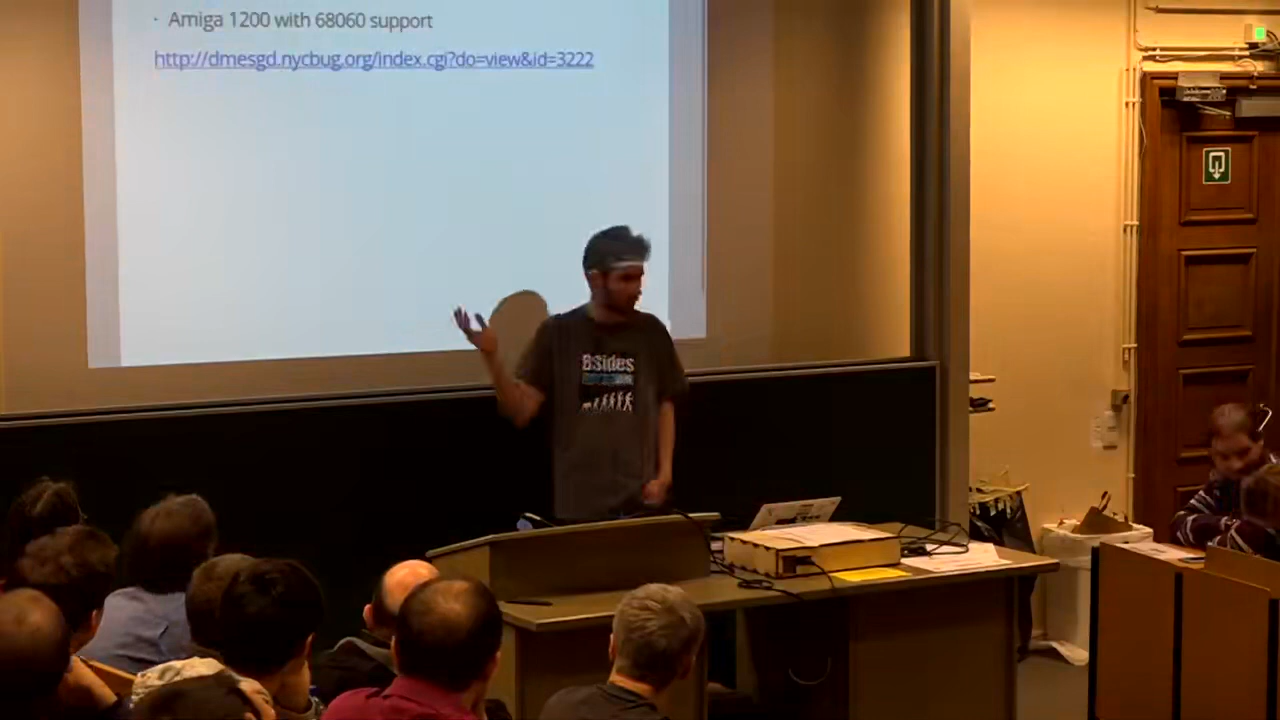 · Amiga 1200 with 68060 support
http://dmesgd.nycbug.org/index.cgi?do=view&id=3222
BSides